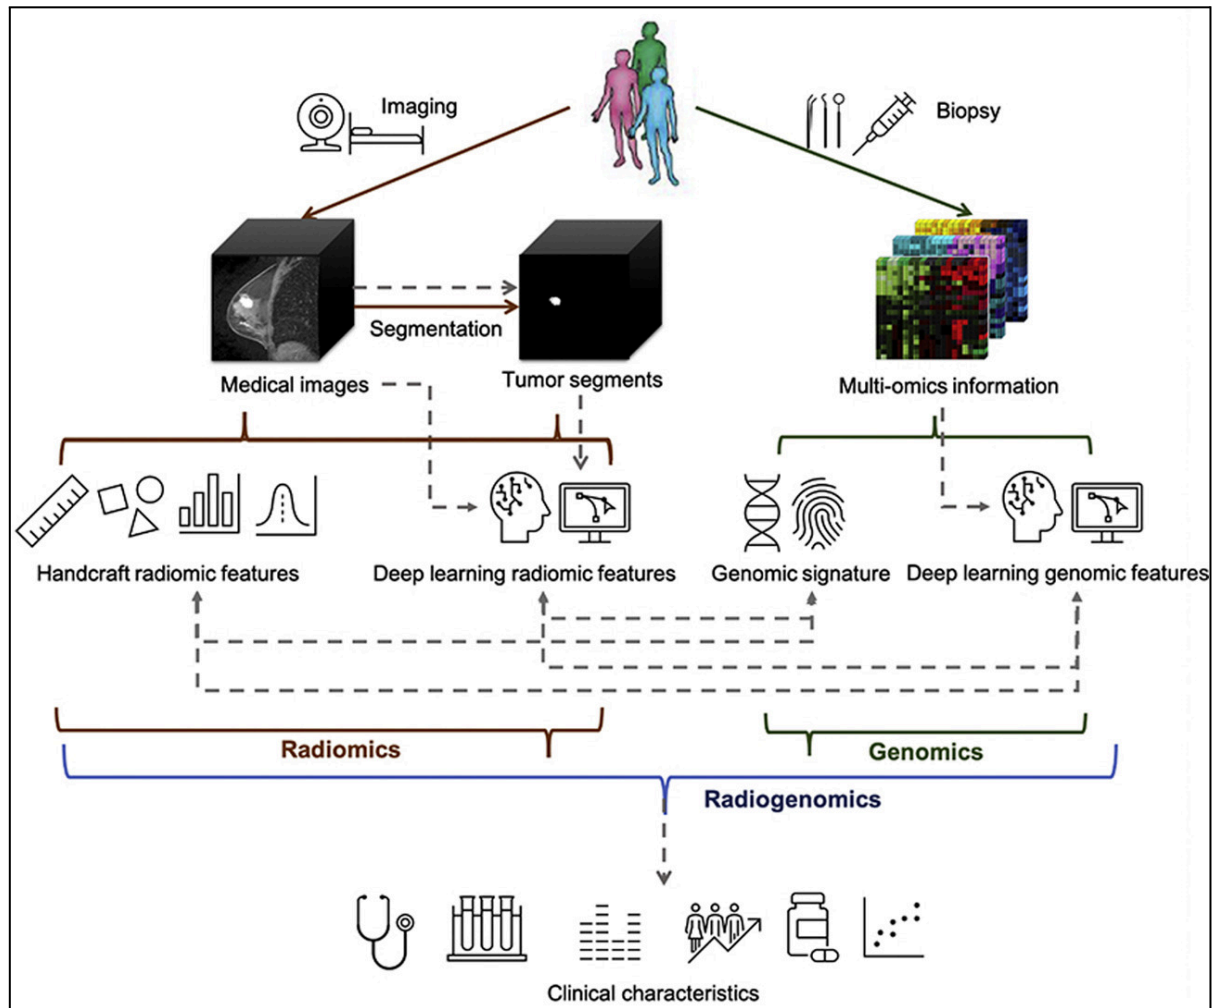 Imaging
Biopsy
Segmentation
Medical images
Tumor segments
Multi-omics information
Handcraft radiomic features
Deep learning radiomic features
Genomic signature
Deep learning genomic features
Radiomics
Genomics
Radiogenomics
Clinical characteristics